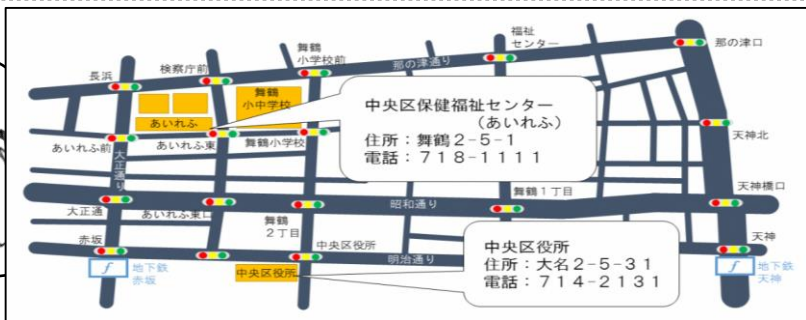 福祉
センター
舞鶴
小学校前
那の津口
那の津通り
検察庁前
長浜
舞鶴
小中学校
あいれふ
中央区保健福祉センター
（あいれふ）
住所：舞鶴２-５-１
電話：７１８-１１１１
あいれふ前
あいれふ東
舞鶴小学校
天神北
大正通り
大正通
あいれふ東口
昭和通り
舞鶴１丁目
天神橋口
舞鶴
２丁目
赤坂
中央区役所
明治通り
天神
地下鉄
赤坂
中央区役所
中央区役所
住所：大名２-５-３１
電話：７１４-２１３１
地下鉄
天神